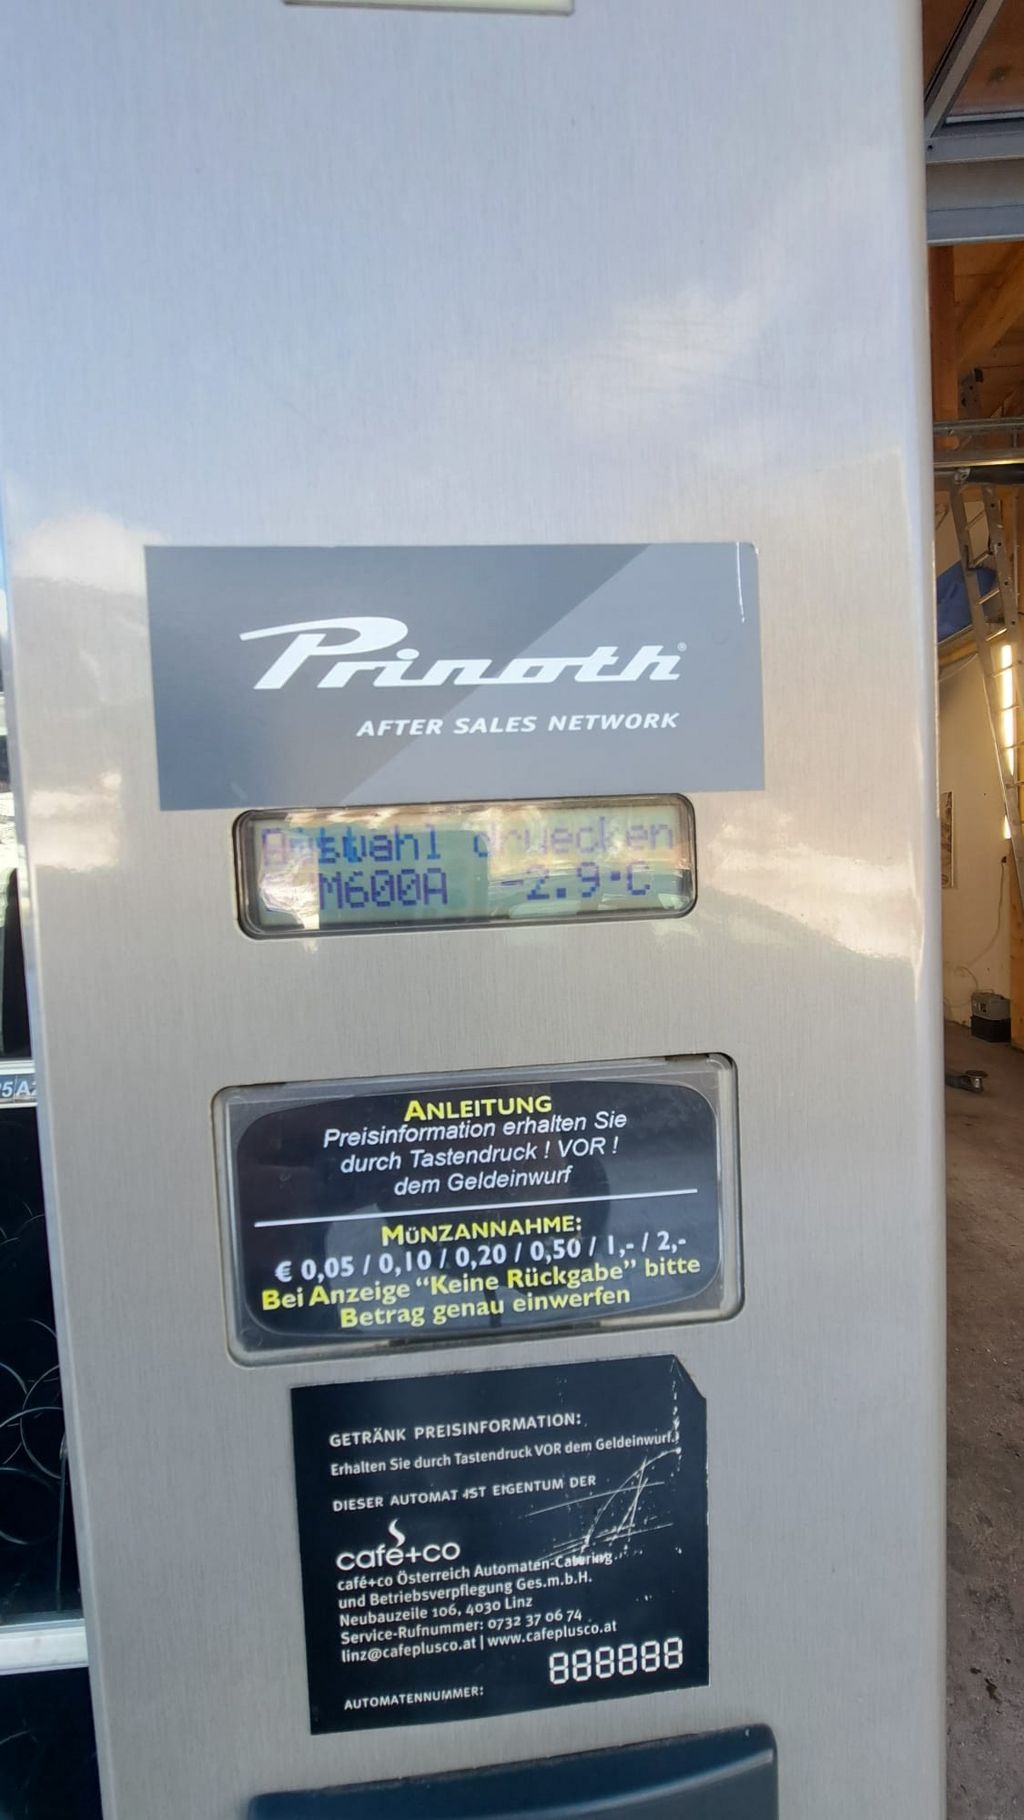 Prinoth®
AFTER SALES NETWORK
Auswahl druecken
M600A -2.9°C
ANLEITUNG
Preisinformation erhalten Sie
durch Tastendruck ! VOR !
dem Geldeinwurf
MÜNZANNAHME:
€ 0,05 / 0,10 / 0,20 / 0,50 / 1,- / 2,-
Bei Anzeige "Keine Rückgabe" bitte
Betrag genau einwerfen
GETRÄNK PREISINFORMATION:
Erhalten Sie durch Tastendruck VOR dem Geldeinwurf.
DIESER AUTOMAT IST EIGENTUM DER
café+co
café+co Österreich Automaten-Catering
und Betriebsverpflegung Ges.m.b.H.
Neubauzeile 106, 4030 Linz
Service-Rufnummer: 0732 37 06 74
linz@cafeplusco.at | www.cafeplusco.at
888888
AUTOMATENNUMMER: